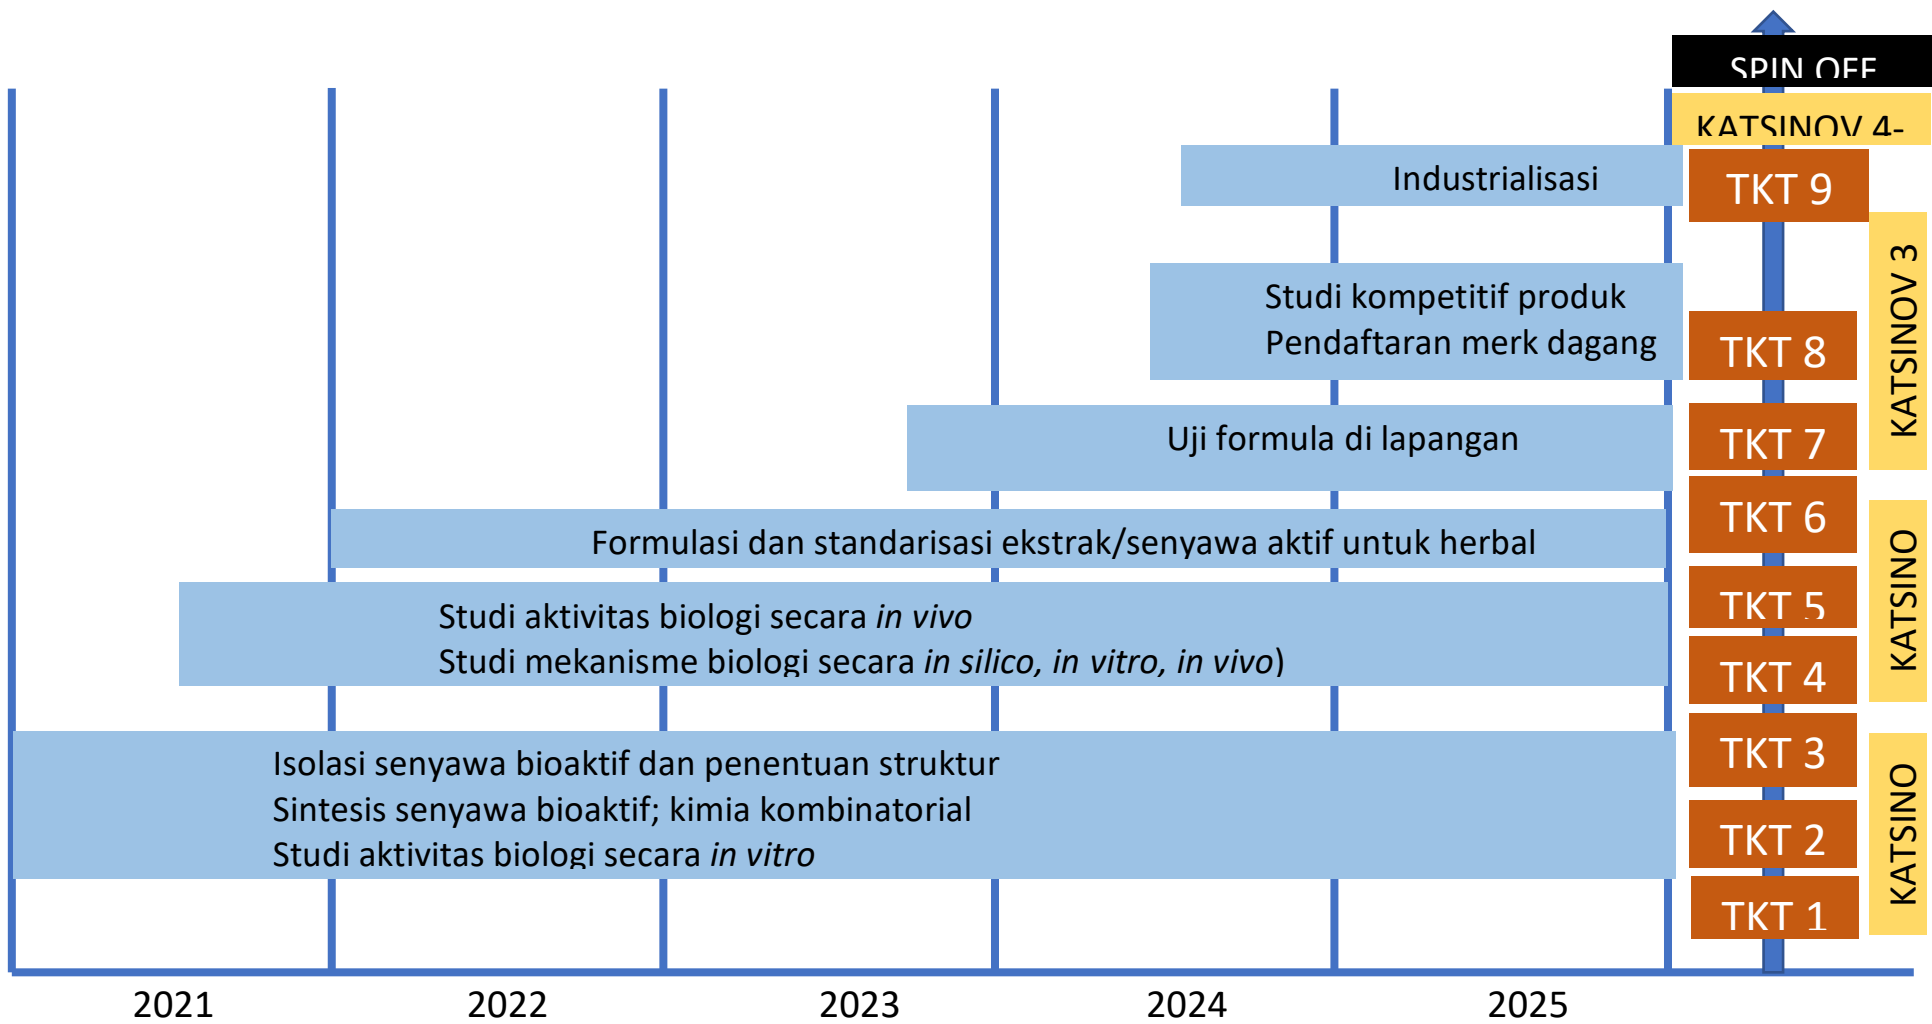 SPIN OFF
KATSINOV 4-
Industrialisasi
TKT 9
KATSINOV 3
Studi kompetitif produk
Pendaftaran merk dagang
TKT 8
Uji formula di lapangan
TKT 7
TKT 6
Formulasi dan standarisasi ekstrak/senyawa aktif untuk herbal
KATSINO
TKT 5
Studi aktivitas biologi secara in vivo
Studi mekanisme biologi secara in silico, in vitro, in vivo)
TKT 4
TKT 3
Isolasi senyawa bioaktif dan penentuan struktur
Sintesis senyawa bioaktif; kimia kombinatorial
Studi aktivitas biologi secara in vitro
TKT 2
KATSINO
TKT 1
2021
2022
2023
2024
2025